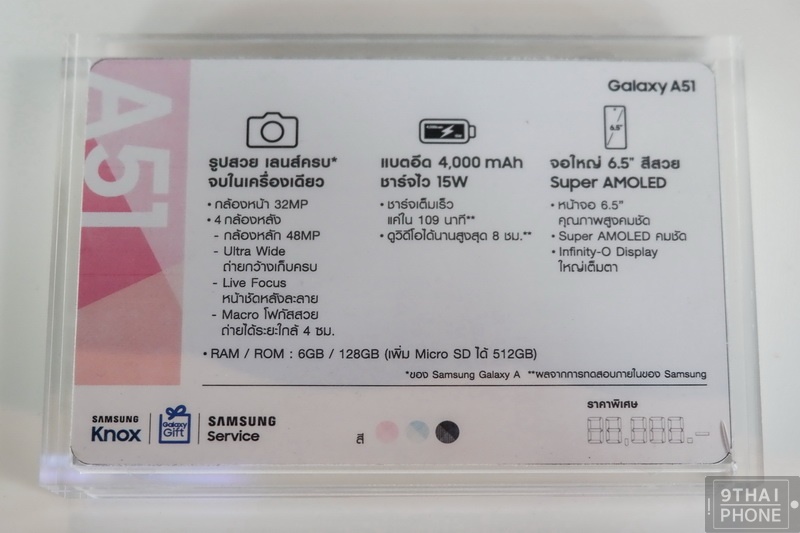 A51
Galaxy A51
รูปสวย เลนส์ครบ*
จบในเครื่องเดียว
• กล้องหน้า 32MP
• 4 กล้องหลัง
- กล้องหลัก 48MP
- Ultra Wide
ถ่ายกว้างเก็บครบ
- Live Focus
หน้าชัดหลังละลาย
- Macro โฟกัสสวย
ถ่ายได้ระยะใกล้ 4 ซม.
แบตอึด 4,000 mAh
ชาร์จไว 15W
• ชาร์จเต็มเร็ว
แค่ใน 109 นาที**
• ดูวิดีโอได้นานสูงสุด 8 ชม.**
6.5"
จอใหญ่ 6.5" สีสวย
Super AMOLED
• หน้าจอ 6.5"
คุณภาพสูงคมชัด
• Super AMOLED คมชัด
• Infinity-O Display
ใหญ่เต็มตา
• RAM / ROM : 6GB / 128GB (เพิ่ม Micro SD ได้ 512GB)
*ของ Samsung Galaxy A **ผลจากการทดสอบภายในของ Samsung
SAMSUNG
Knox
Galaxy
Gift
SAMSUNG
Service
สี
ราคาพิเศษ
88,888.-
9THAI
PHONE